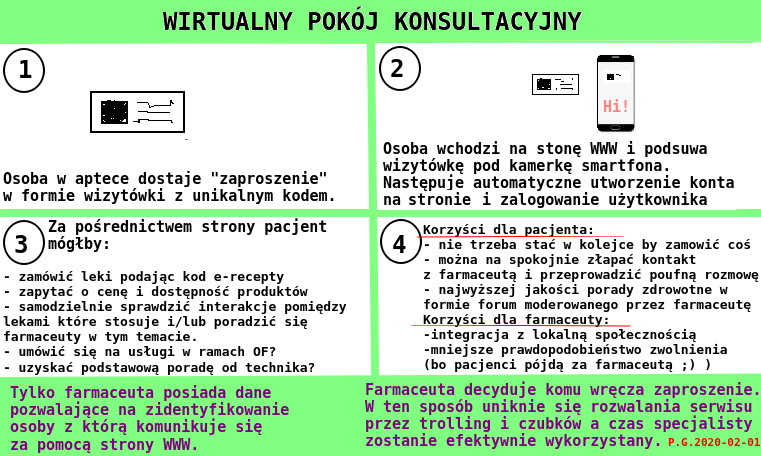 WIRTUALNY POKÓJ KONSULTACYJNY
1
Osoba w aptece dostaje "zaproszenie"
w formie wizytówki z unikalnym kodem.
2
Hi!
Osoba wchodzi na stonę WWW i podsuwa
wizytówkę pod kamerkę smartfona.
Następuje automatyczne utworzenie konta
na stronie i zalogowanie użytkownika
3
Za pośrednictwem strony pacjent
mógłby:
- zamówić leki podając kod e-recepty
- zapytać o cenę i dostępność produktów
- samodzielnie sprawdzić interakcje pomiędzy
lekami które stosuje i/lub poradzić się
farmaceuty w tym temacie.
- umówić się na usługi w ramach OF?
- uzyskać podstawową poradę od technika?
4
Korzyści dla pacjenta:
- nie trzeba stać w kolejce by zamowić coś
- można na spokojnie złapać kontakt
z farmaceutą i przeprowadzić poufną rozmowę
- najwyższej jakości porady zdrowotne w
formie forum moderowanego przez farmaceutę
Korzyści dla farmaceuty:
-integracja z lokalną społecznością
-mniejsze prawdopodobieństwo zwolnienia
(bo pacjenci pójdą za farmaceutą ;) )
Tylko farmaceuta posiada dane
pozwalające na zidentyfikowanie
osoby z którą komunikuje się
za pomocą strony WWW.
Farmaceuta decyduje komu wręcza zaproszenie.
W ten sposób uniknie się rozwalania serwisu
przez trolling i czubków a czas specjalisty
zostanie efektywnie wykorzystany. P.G.2020-02-01